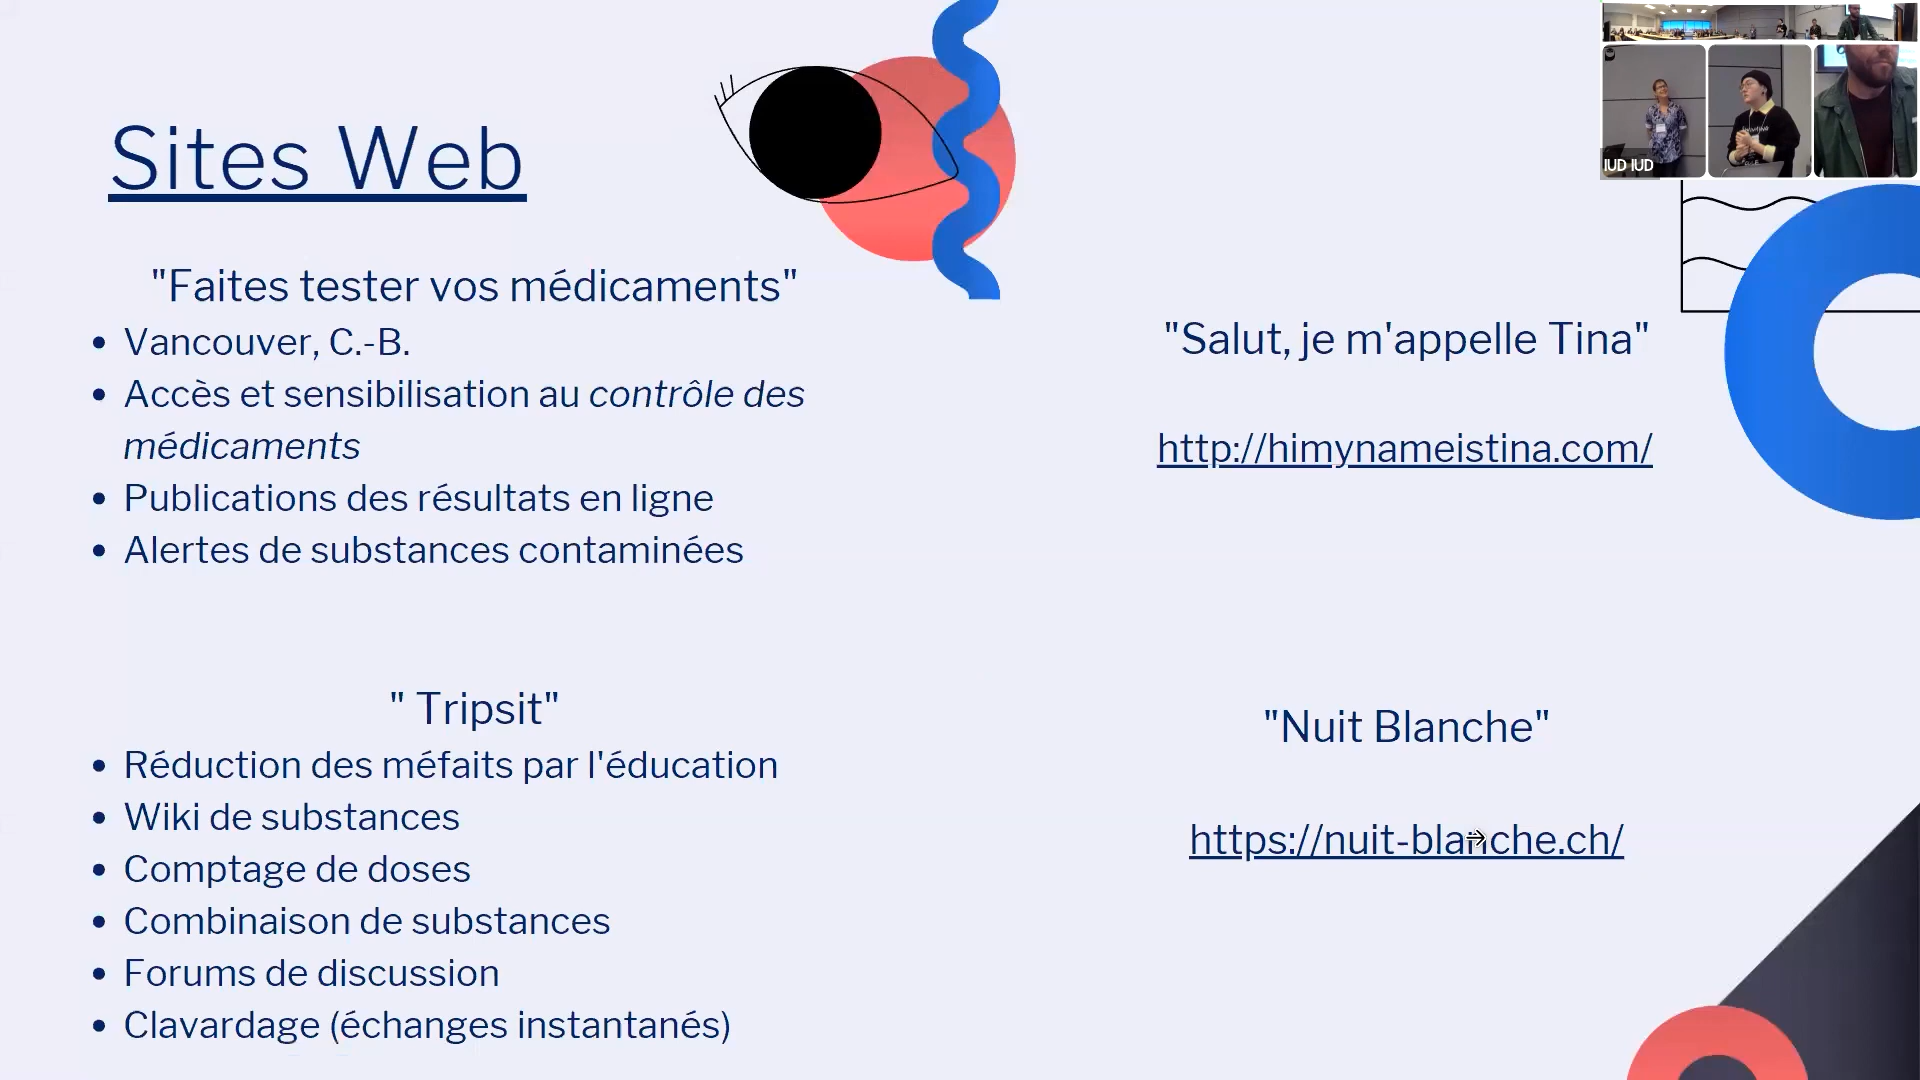 Sites Web
"Faites tester vos médicaments"
• Vancouver, C.-B.
• Accès et sensibilisation au contrôle des
médicaments
• Publications des résultats en ligne
• Alertes de substances contaminées
" Tripsit"
• Réduction des méfaits par l'éducation
• Wiki de substances
• Comptage de doses
• Combinaison de substances
• Forums de discussion
• Clavardage (échanges instantanés)
"Salut, je m'appelle Tina"
http://himynameistina.com/
"Nuit Blanche"
https://nuit-blanche.ch/
IUD IUD